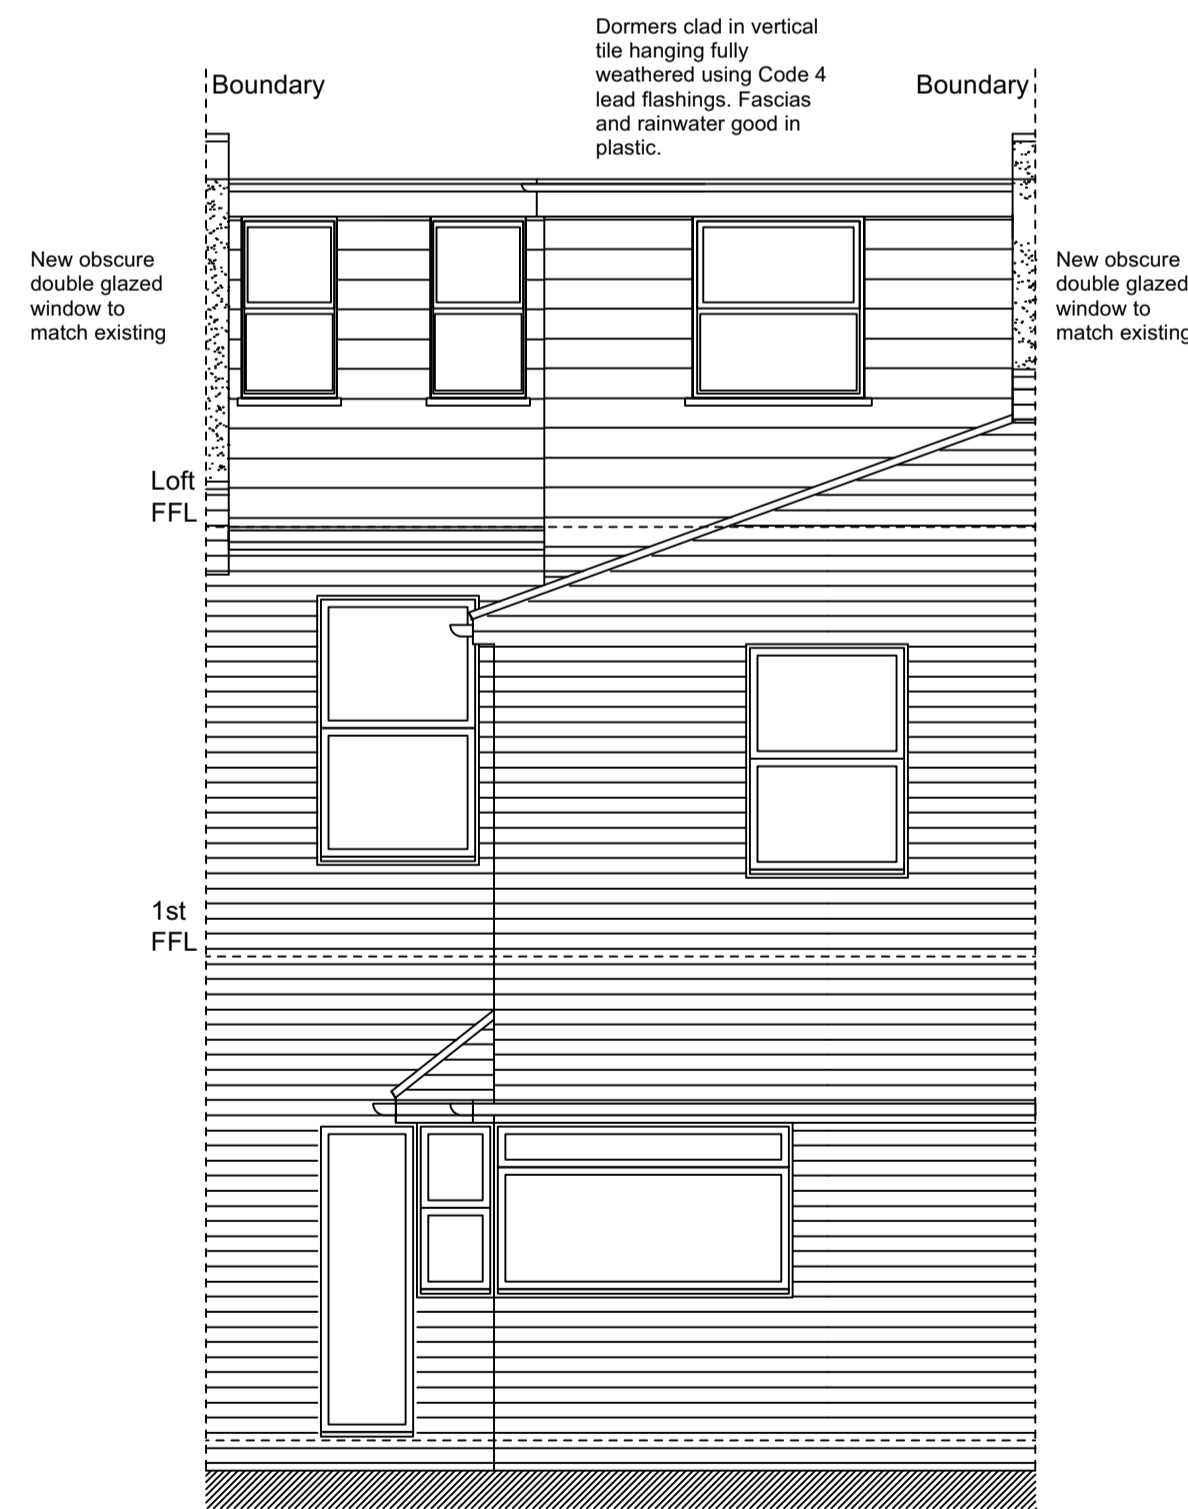 Dormers clad in vertical
tile hanging fully
weathered using Code 4
lead flashings. Fascias
and rainwater good in
plastic.
Boundary
Boundary
New obscure
double glazed
window to
match existing
New obscure
double glazed
window to
match existing
Loft
FFL
1st
FFL